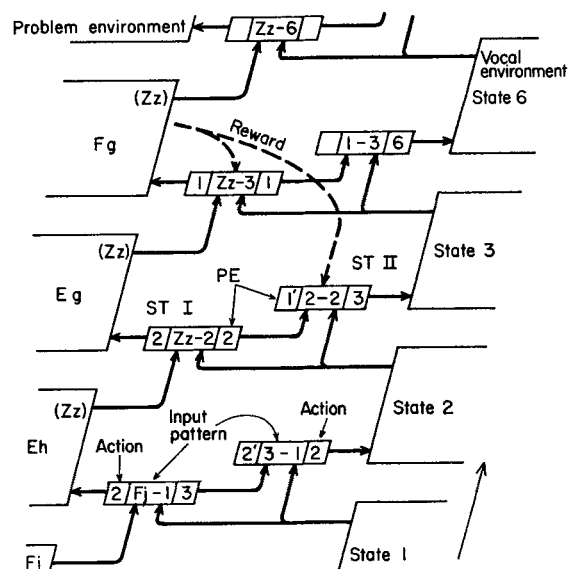 Problem environment
Zz-6
Vocal environment
State 6
(Zz)
Fg
Reward
1-3 6
1 Zz-3 1
State 3
(Zz)
Eg
ST I
PE
ST II
1' 2-2 3
2 Zz-2 2
State 2
(Zz)
Eh
Action
Input
pattern
Action
2' 3-1 2
2 Fj-1 3
State 1
Fj